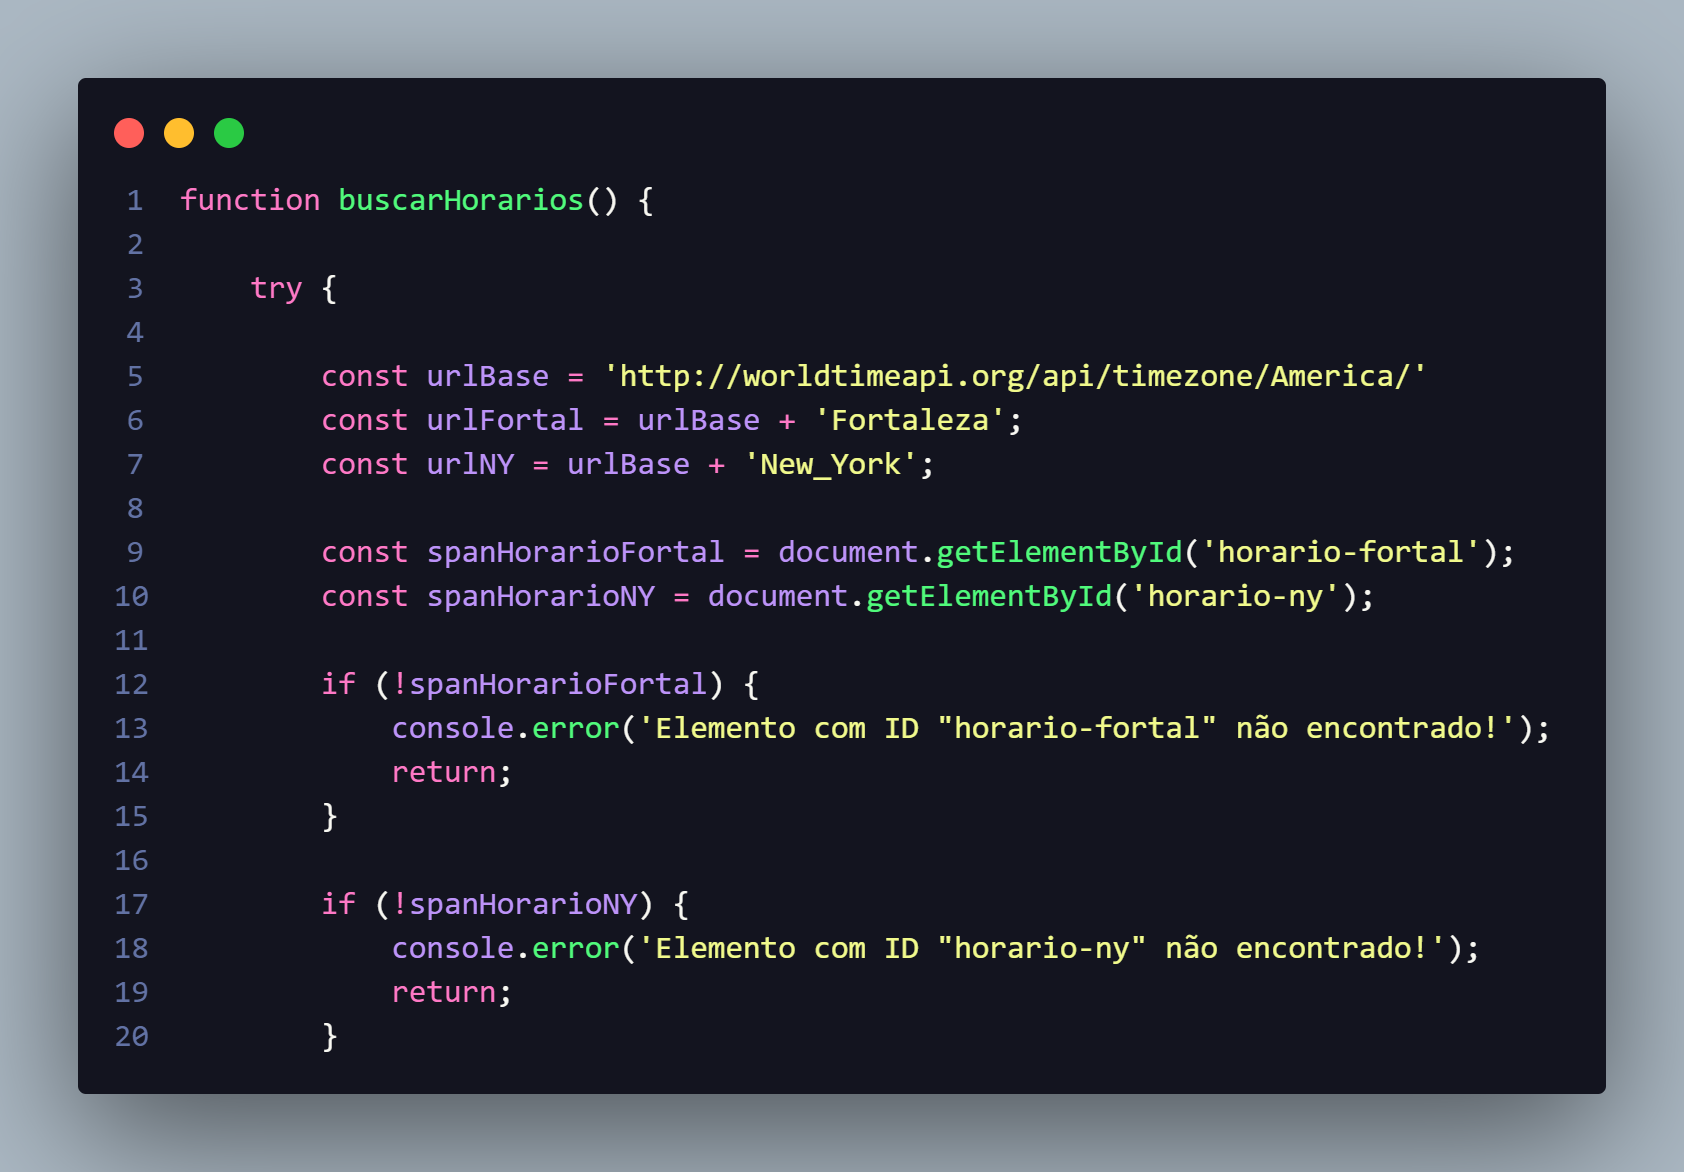 1 function buscarHorarios() {
2
3     try {
4
5         const urlBase = 'http://worldtimeapi.org/api/timezone/America/'
6         const urlFortal = urlBase + 'Fortaleza';
7         const urlNY = urlBase + 'New_York';
8
9         const spanHorarioFortal = document.getElementById('horario-fortal');
10         const spanHorarioNY = document.getElementById('horario-ny');
11
12         if (!spanHorarioFortal) {
13             console.error('Elemento com ID "horario-fortal" não encontrado!');
14             return;
15         }
16
17         if (!spanHorarioNY) {
18             console.error('Elemento com ID "horario-ny" não encontrado!');
19             return;
20         }